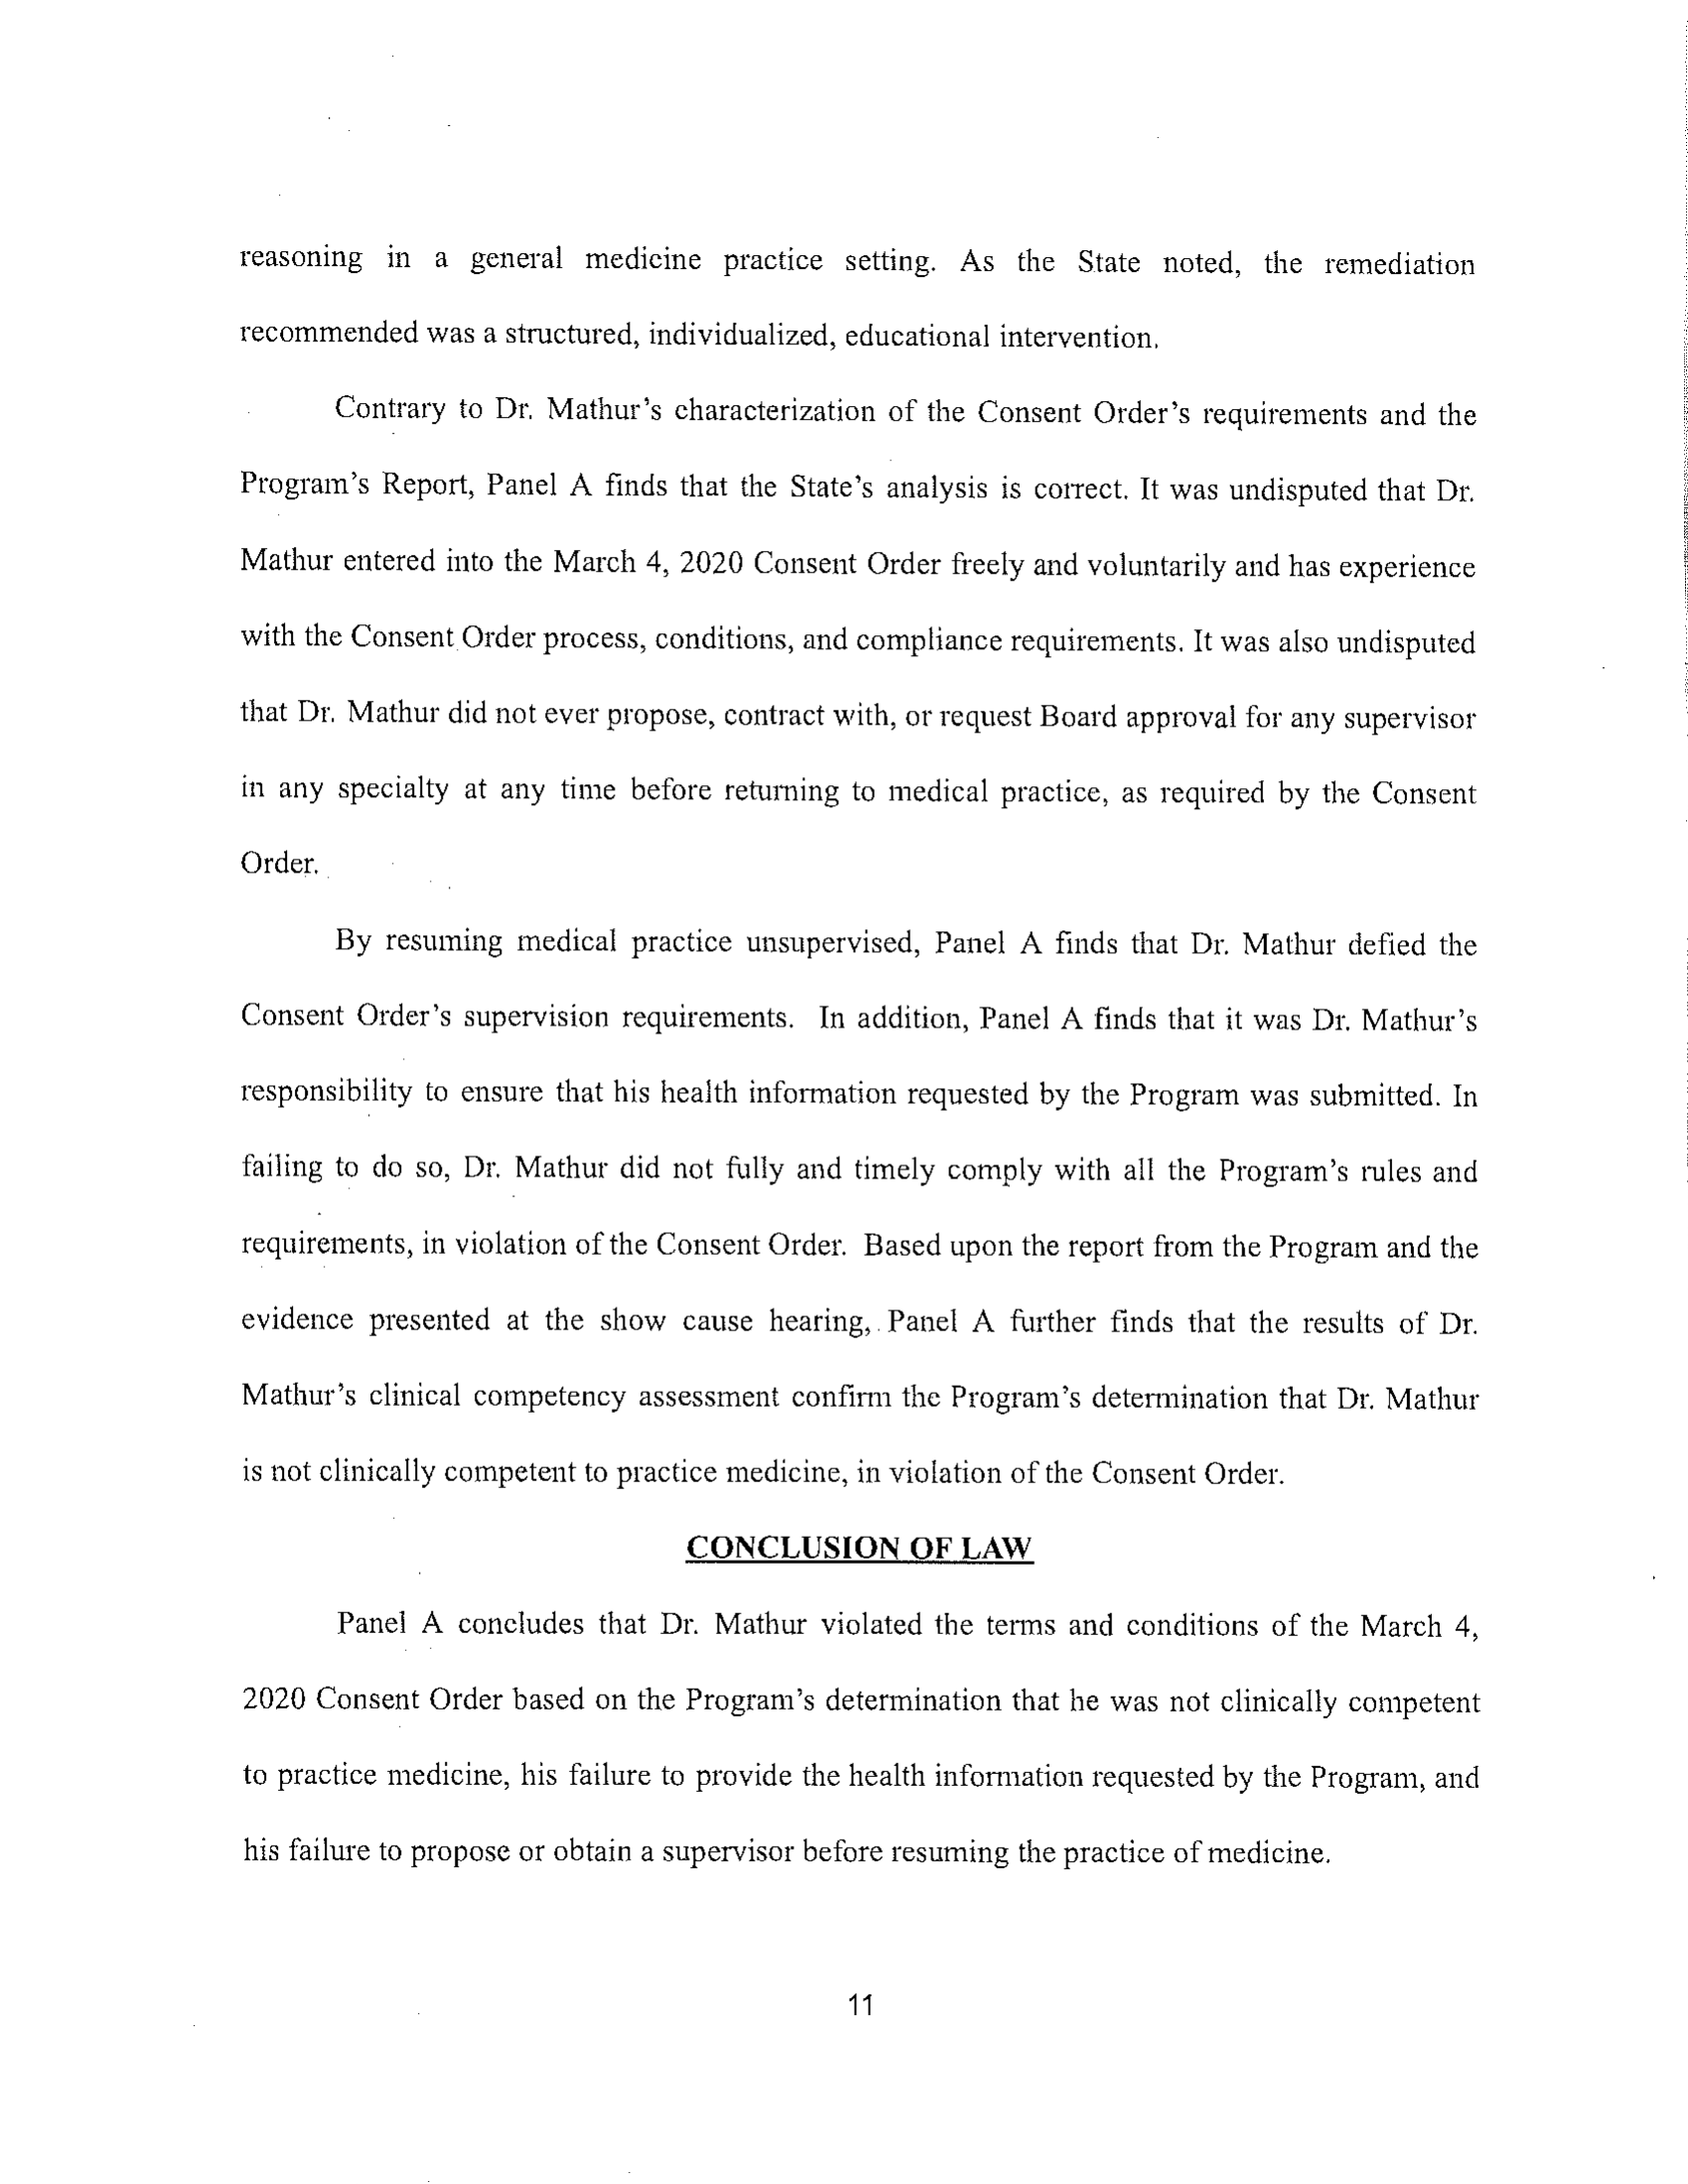 reasoning in a general medicine practice setting. As the State noted, the remediation
recommended was a structured, individualized, educational intervention.
Contrary to Dr. Mathur's characterization of the Consent Order's requirements and the
Program's Report, Panel A finds that the State's analysis is correct. It was undisputed that Dr.
Mathur entered into the March 4, 2020 Consent Order freely and voluntarily and has experience
with the Consent Order process, conditions, and compliance requirements. It was also undisputed
that Dr. Mathur did not ever propose, contract with, or request Board approval for any supervisor
in any specialty at any time before returning to medical practice, as required by the Consent
Order.
By resuming medical practice unsupervised, Panel A finds that Dr. Mathur defied the
Consent Order's supervision requirements. In addition, Panel A finds that it was Dr. Mathur's
responsibility to ensure that his health information requested by the Program was submitted. In
failing to do so, Dr. Mathur did not fully and timely comply with all the Program's rules and
requirements, in violation of the Consent Order. Based upon the report from the Program and the
evidence presented at the show cause hearing, Panel A further finds that the results of Dr.
Mathur's clinical competency assessment confirm the Program's determination that Dr. Mathur
is not clinically competent to practice medicine, in violation of the Consent Order.
CONCLUSION OF LAW
Panel A concludes that Dr. Mathur violated the terms and conditions of the March 4,
2020 Consent Order based on the Program's determination that he was not clinically competent
to practice medicine, his failure to provide the health information requested by the Program, and
his failure to propose or obtain a supervisor before resuming the practice of medicine.
11